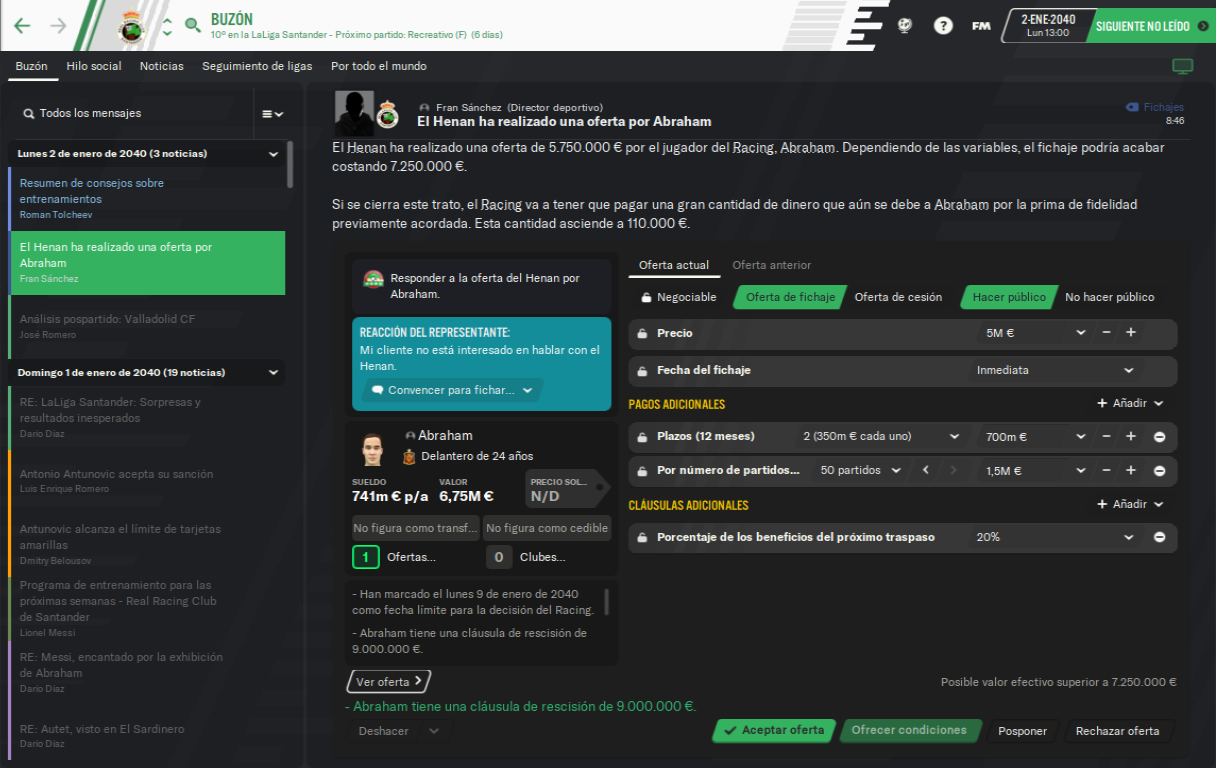 BUZÓN
10º en la LaLiga Santander - Próximo partido: Recreativo (F) (6 días)
FM
2-ENE-2040
Lun 13:00
SIGUIENTE NO LEÍDO
Buzón
Hilo social
Noticias
Seguimiento de ligas
Por todo el mundo
Todos los mensajes
Lunes 2 de enero de 2040 (3 noticias)
Resumen de consejos sobre
entrenamientos
Roman Tolcheev
El Henan ha realizado una oferta por
Abraham
Fran Sánchez
Análisis pospartido: Valladolid CF
José Romero
Domingo 1 de enero de 2040 (19 noticias)
RE: LaLiga Santander: Sorpresas y
resultados inesperados
Darío Díaz
Antonio Antunovic acepta su sanción
Luis Enrique Romero
Antunovic alcanza el límite de tarjetas
amarillas
Dmitry Belousov
Programa de entrenamiento para las
próximas semanas - Real Racing Club
de Santander
Lionel Messi
RE: Messi, encantado por la exhibición
de Abraham
Darío Díaz
RE: Autet, visto en El Sardinero
Darío Díaz
Fran Sánchez (Director deportivo)
El Henan ha realizado una oferta por Abraham
Fichajes
8:46
El Henan ha realizado una oferta de 5.750.000 € por el jugador del Racing, Abraham. Dependiendo de las variables, el fichaje podría acabar
costando 7.250.000 €.
Si se cierra este trato, el Racing va a tener que pagar una gran cantidad de dinero que aún se debe a Abraham por la prima de fidelidad
previamente acordada. Esta cantidad asciende a 110.000 €.
Responder a la oferta del Henan por
Abraham.
REACCIÓN DEL REPRESENTANTE:
Mi cliente no está interesado en hablar con el
Henan.
Convencer para fichar...
Abraham
Delantero de 24 años
SUELDO
741m € p/a
VALOR
6,75M €
PRECIO SOL...
N/D
No figura como transf...
No figura como cedible
1 Ofertas...
0 Clubes...
- Han marcado el lunes 9 de enero de 2040
como fecha límite para la decisión del Racing.
- Abraham tiene una cláusula de rescisión de
9.000.000 €.
Oferta actual
Oferta anterior
Negociable
Oferta de fichaje
Oferta de cesión
Hacer público
No hacer público
Precio
5M €
Fecha del fichaje
Inmediata
PAGOS ADICIONALES
Añadir
Plazos (12 meses)
2 (350m € cada uno)
700m €
Por número de partidos...
50 partidos
1,5M €
CLÁUSULAS ADICIONALES
Añadir
Porcentaje de los beneficios del próximo traspaso
20%
Ver oferta
Posible valor efectivo superior a 7.250.000 €
- Abraham tiene una cláusula de rescisión de 9.000.000 €.
Deshacer
Aceptar oferta
Ofrecer condiciones
Posponer
Rechazar oferta